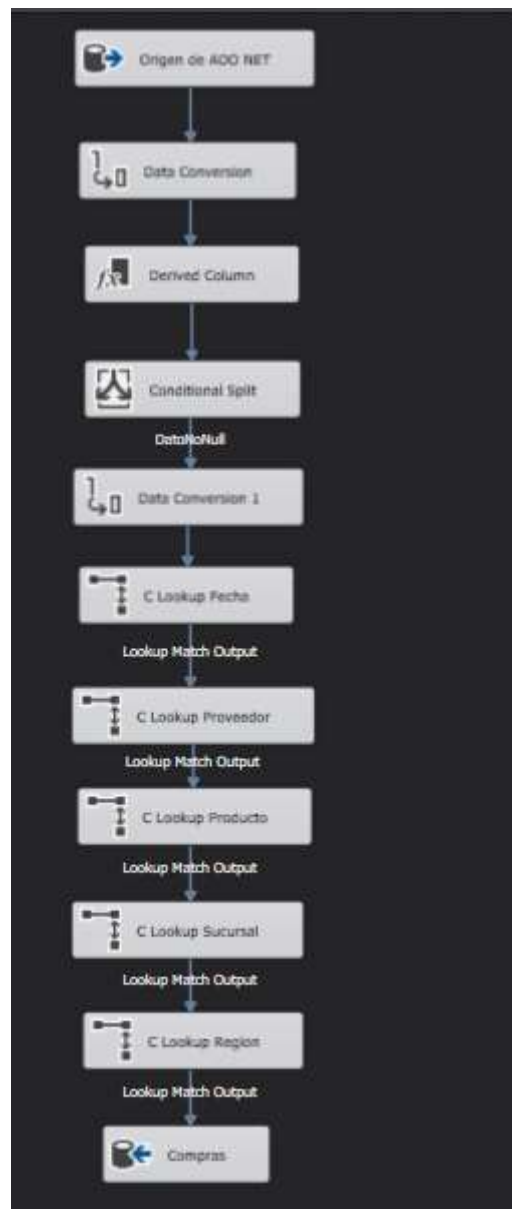 Origen de ADO NET
Data Conversion
Derived Column
Conditional Split
DatoNoNull
Data Conversion 1
C Lookup Fecha
Lookup Match Output
C Lookup Proveedor
Lookup Match Output
C Lookup Producto
Lookup Match Output
C Lookup Sucursal
Lookup Match Output
C Lookup Region
Lookup Match Output
Compras